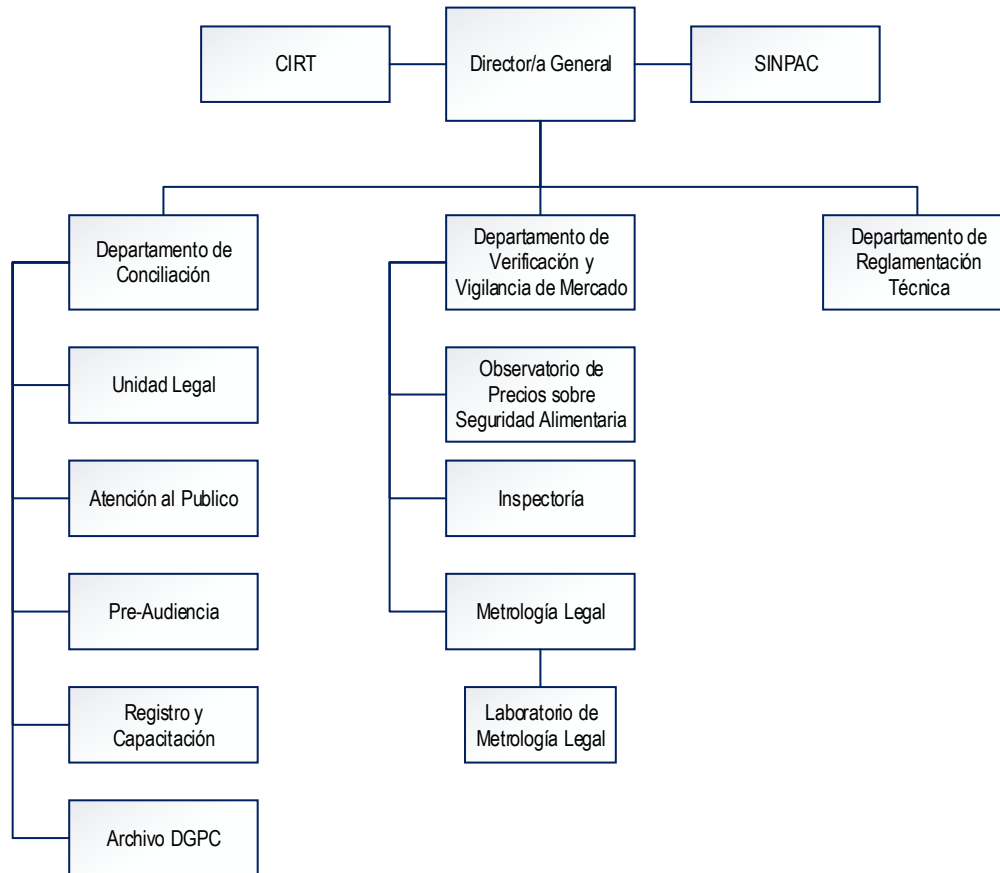 CIRT
Director/a General
SINPAC
Departamento de
Conciliación
Departamento de
Verificación y
Vigilancia de Mercado
Departamento de
Reglamentación
Técnica
Unidad Legal
Observatorio de
Precios sobre
Seguridad Alimentaria
Atención al Publico
Inspectoría
Pre-Audiencia
Metrología Legal
Registro y
Capacitación
Laboratorio de
Metrología Legal
Archivo DGPC